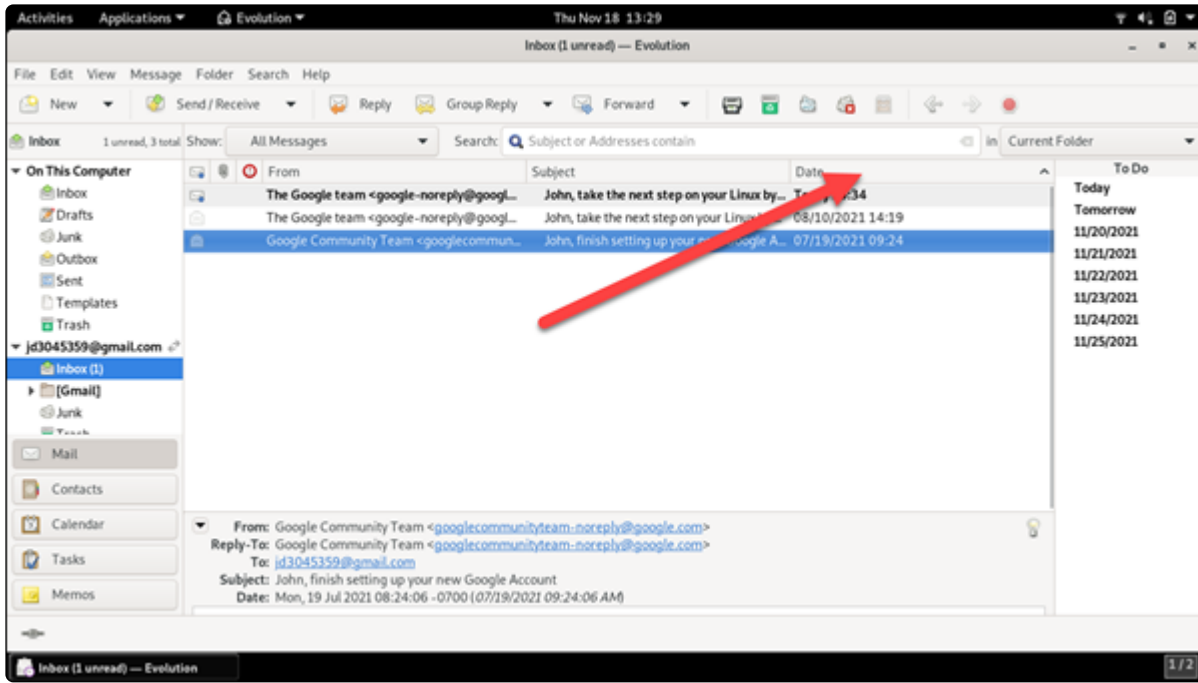 Activities Applications Evolution Thu Nov 18 13:29
Inbox (1 unread) — Evolution
File Edit View Message Folder Search Help
New Send / Receive Reply Group Reply Forward
Inbox 1 unread, 3 total Show: All Messages Search: Subject or Addresses contain in Current Folder
On This Computer
Inbox
Drafts
Junk
Outbox
Sent
Templates
Trash
jd3045359@gmail.com
Inbox (1)
[Gmail]
Junk
Trash
Mail
Contacts
Calendar
Tasks
Memos
From Subject Date
The Google team <google-noreply@googl... John, take the next step on your Linux by... :34
The Google team <google-noreply@googl... John, take the next step on your Linux 08/10/2021 14:19
Google Community Team <googlecommun... John, finish setting up your new Google A... 07/19/2021 09:24
To Do
Today
Tomorrow
11/20/2021
11/21/2021
11/22/2021
11/23/2021
11/24/2021
11/25/2021
From: Google Community Team <googlecommunityteam-noreply@google.com>
Reply-To: Google Community Team <googlecommunityteam-noreply@google.com>
To: jd3045359@gmail.com
Subject: John, finish setting up your new Google Account
Date: Mon, 19 Jul 2021 08:24:06 -0700 (07/19/2021 09:24:06 AM)
Inbox (1 unread) — Evolution 1 / 2